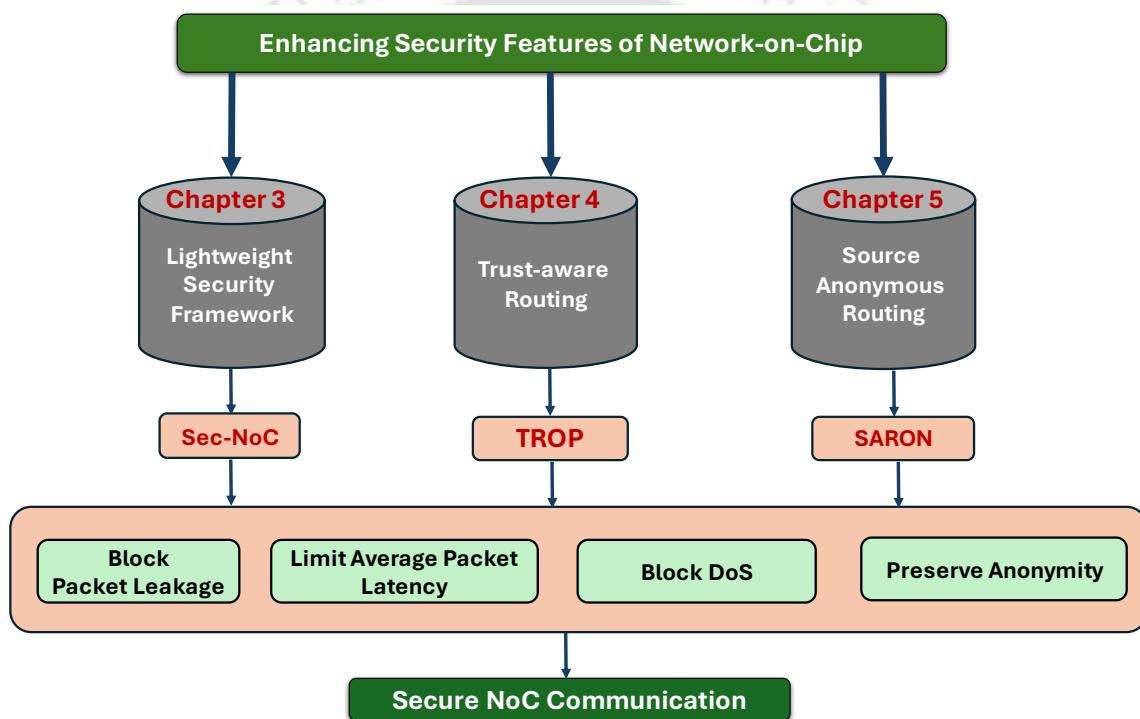 Enhancing Security Features of Network-on-Chip
Chapter 3
Lightweight
Security
Framework
Chapter 4
Trust-aware
Routing
Chapter 5
Source
Anonymous
Routing
Sec-NoC
TROP
SARON
Block
Packet Leakage
Limit Average Packet
Latency
Block DoS
Preserve Anonymity
Secure NoC Communication